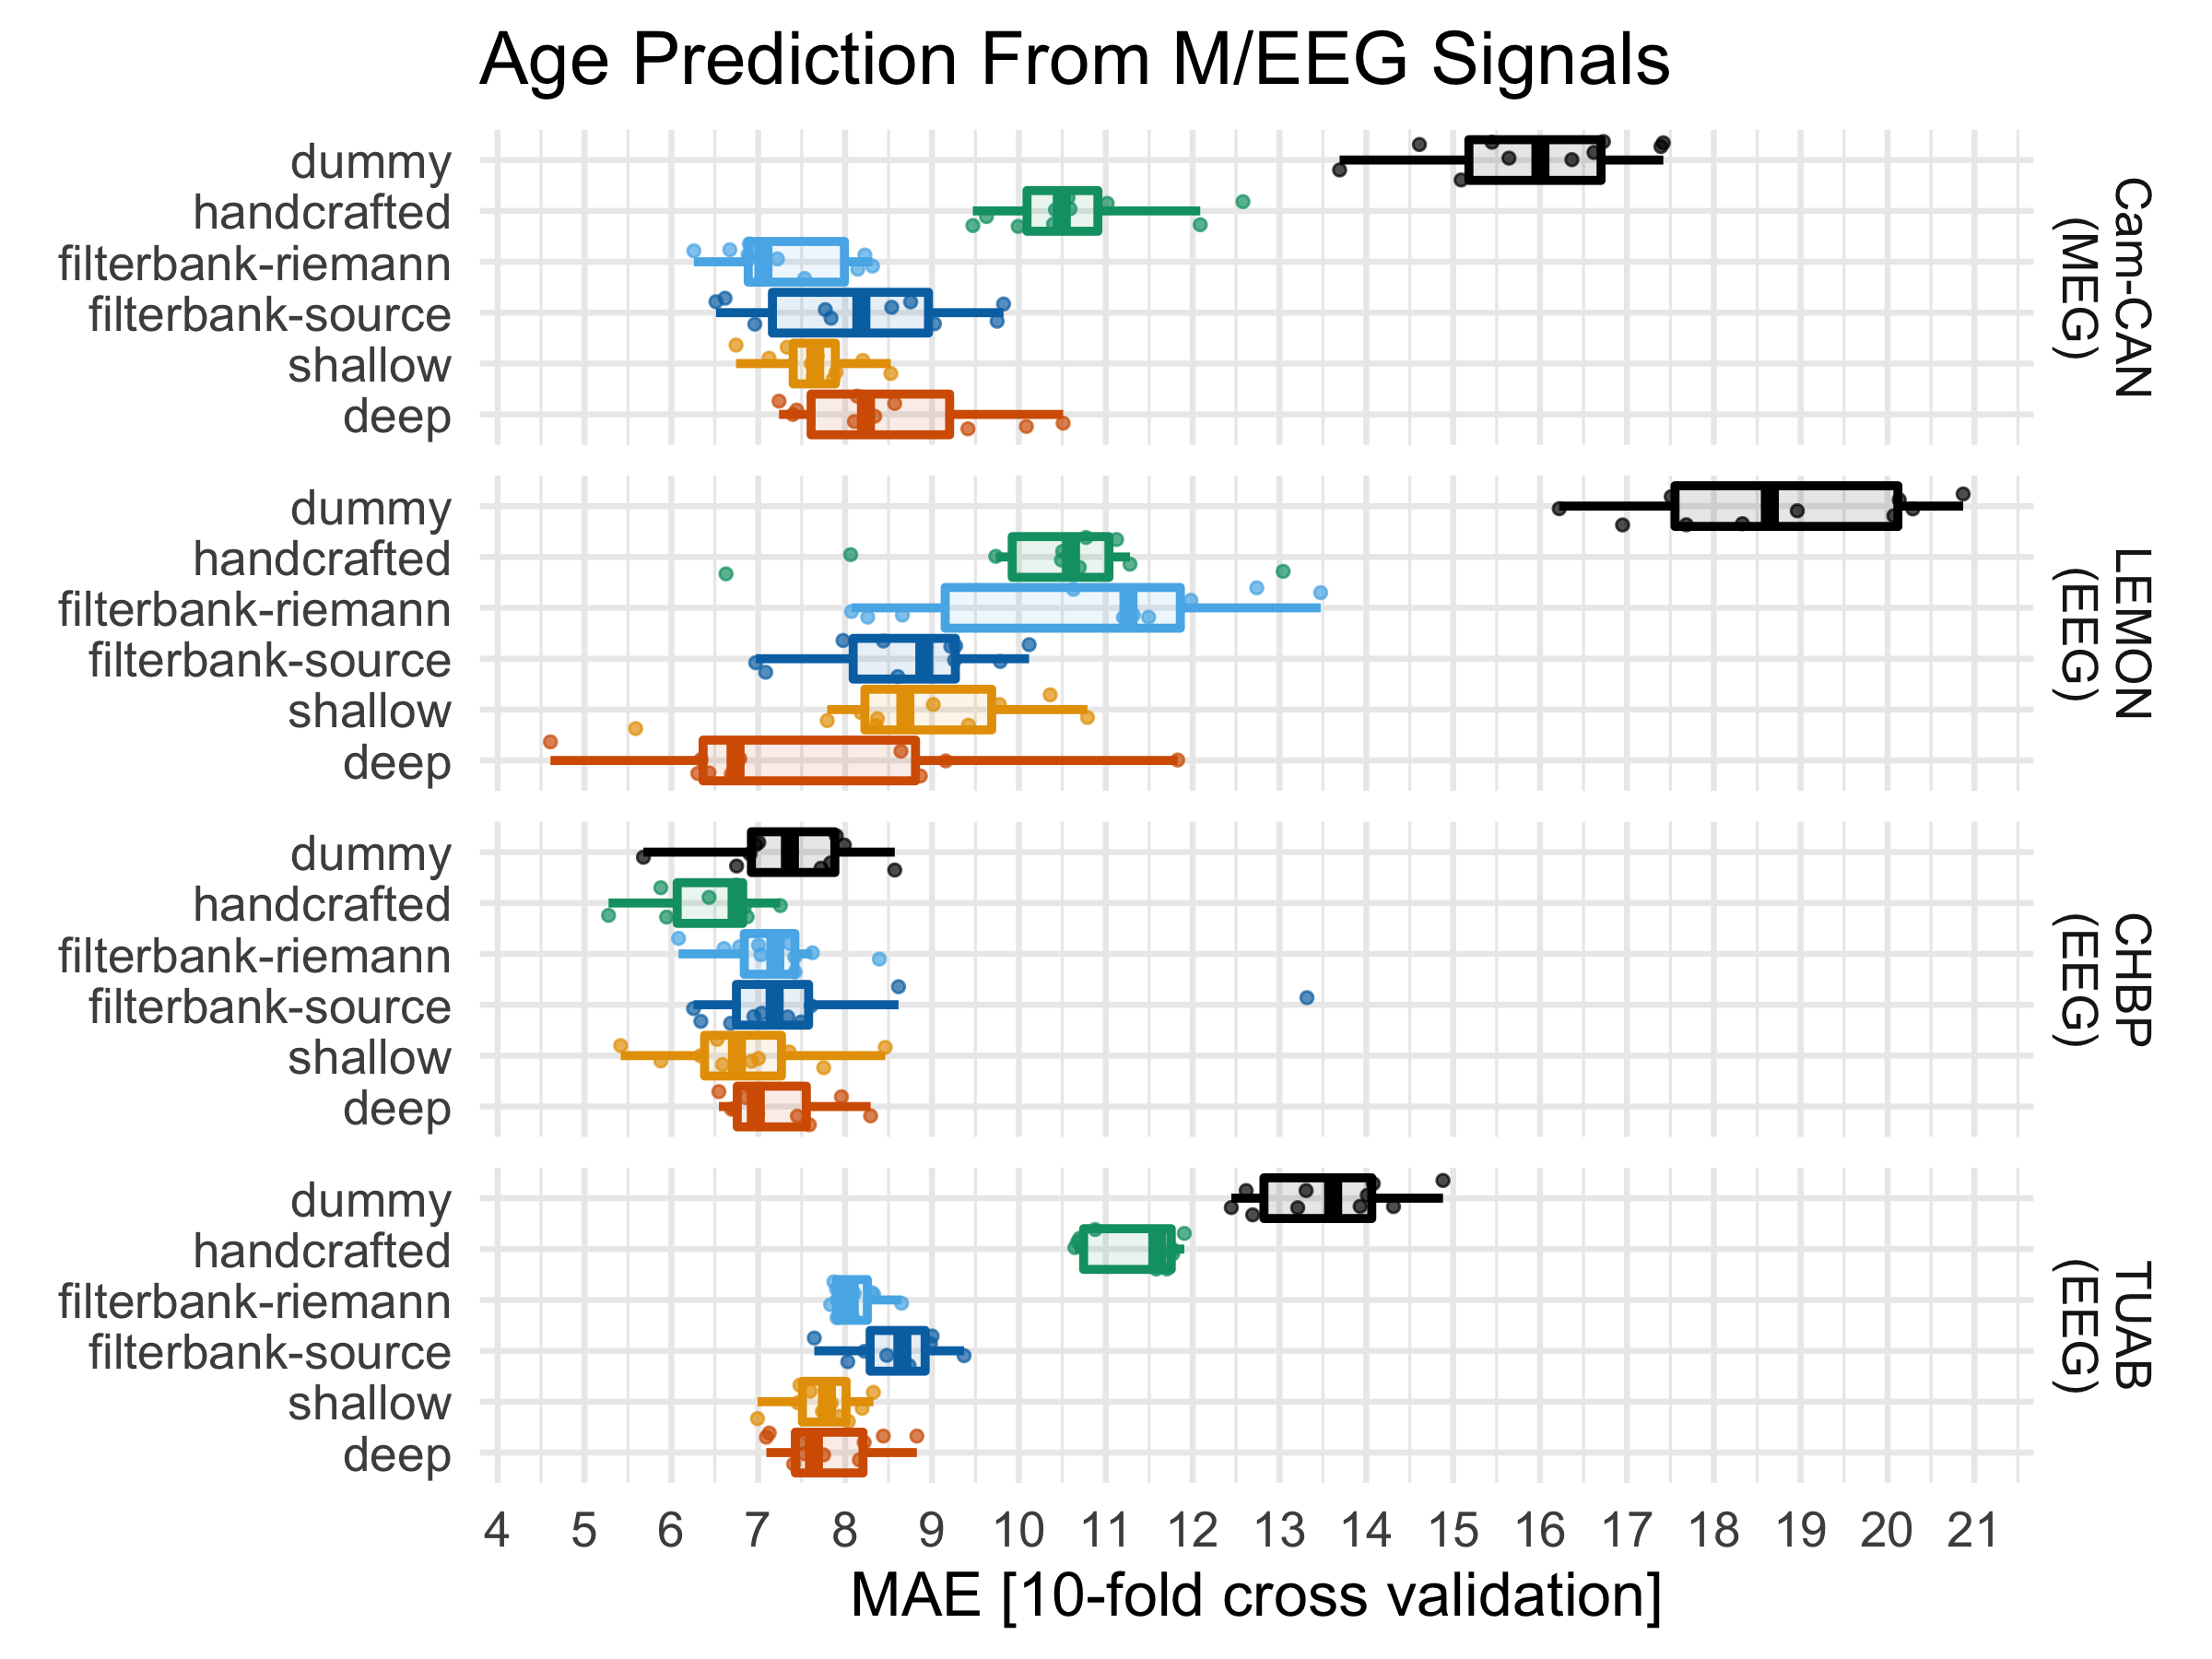 Age Prediction From M/EEG Signals
dummy
handcrafted
filterbank-riemann
filterbank-source
shallow
deep
Cam-CAN
(MEG)
dummy
handcrafted
filterbank-riemann
filterbank-source
shallow
deep
LEMON
(EEG)
dummy
handcrafted
filterbank-riemann
filterbank-source
shallow
deep
CHBP
(EEG)
dummy
handcrafted
filterbank-riemann
filterbank-source
shallow
deep
TUAB
(EEG)
4 5 6 7 8 9 10 11 12 13 14 15 16 17 18 19 20 21
MAE [10-fold cross validation]